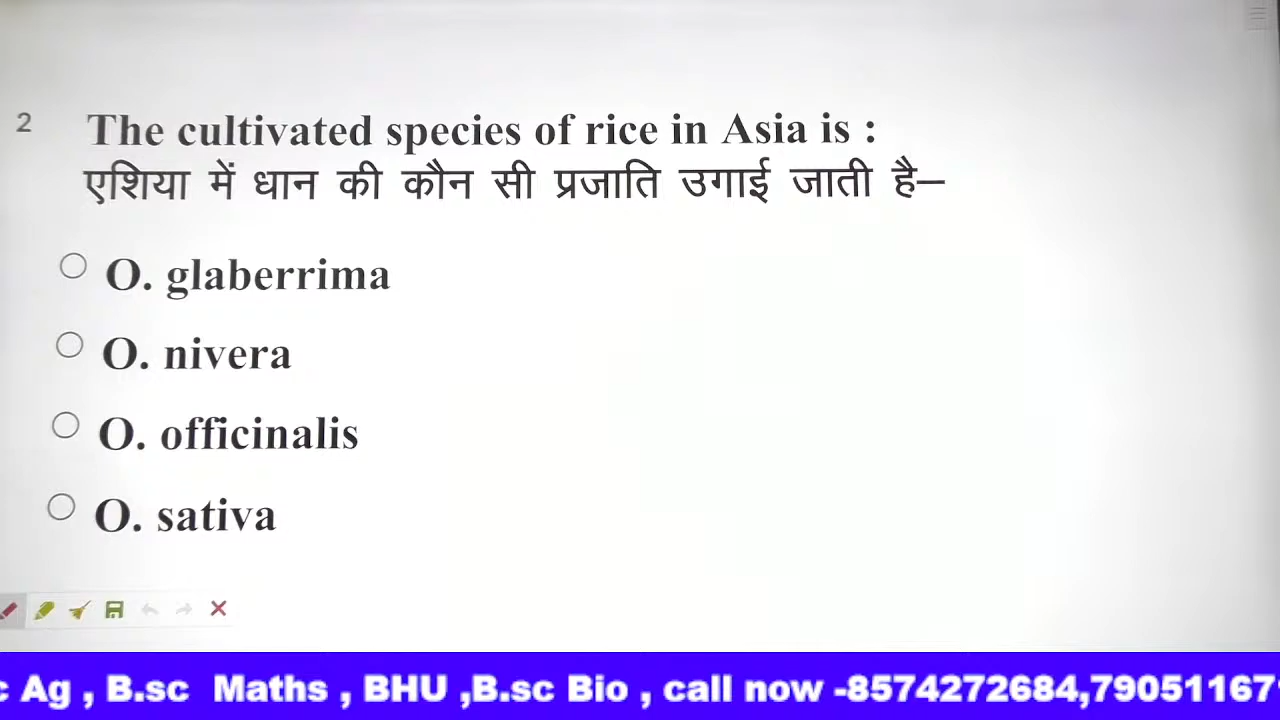 2 The cultivated species of rice in Asia is :
एशिया में धान की कौन सी प्रजाति उगाई जाती है–
O. glaberrima
O. nivera
O. officinalis
O. sativa
Ag , B.sc Maths , BHU ,B.sc Bio , call now -8574272684,790511671